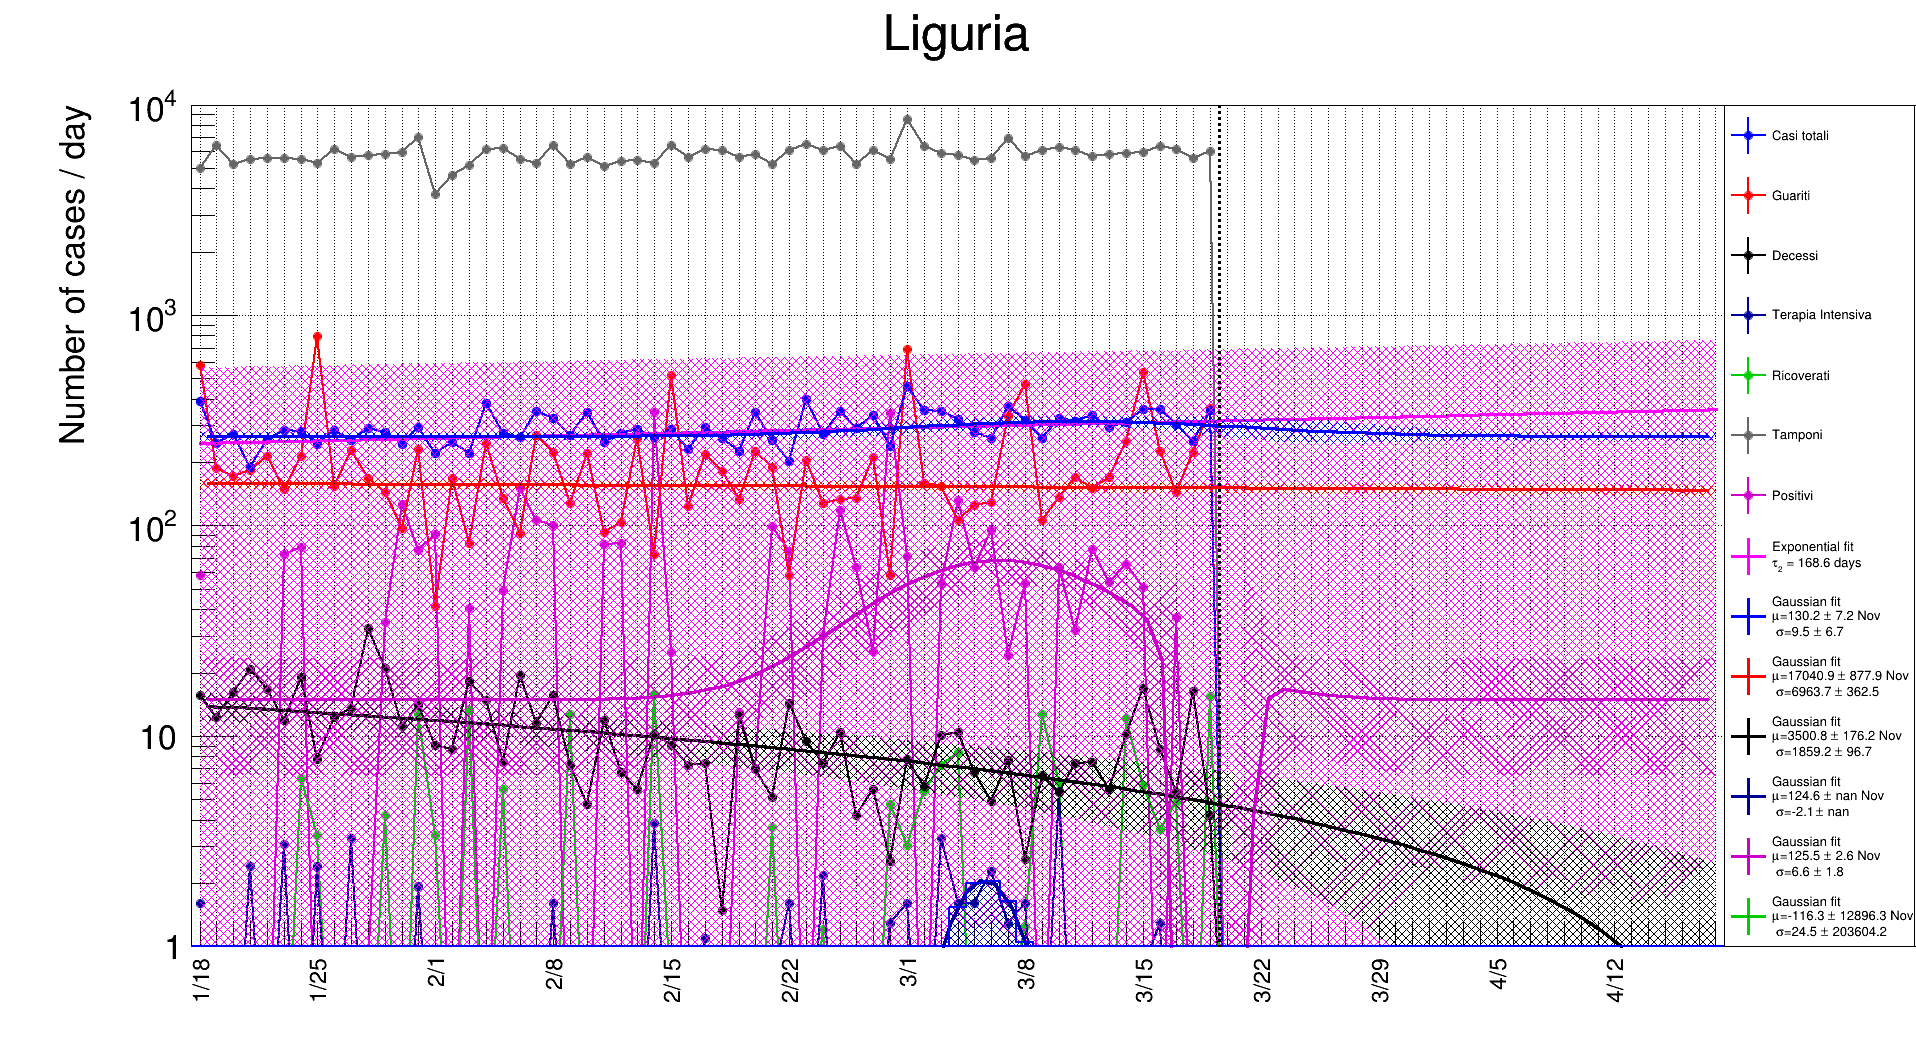 Liguria
Number of cases / day
10^4
10^3
10^2
10
1
1/18
1/25
2/1
2/8
2/15
2/22
3/1
3/8
3/15
3/22
3/29
4/5
4/12
Casi totali
Guariti
Decessi
Terapia Intensiva
Ricoverati
Tamponi
Positivi
Exponential fit
τ_2 = 168.6 days
Gaussian fit
μ=130.2 ± 7.2 Nov
σ=9.5 ± 6.7
Gaussian fit
μ=17040.9 ± 877.9 Nov
σ=6963.7 ± 362.5
Gaussian fit
μ=3500.8 ± 176.2 Nov
σ=1859.2 ± 96.7
Gaussian fit
μ=124.6 ± nan Nov
σ=-2.1 ± nan
Gaussian fit
μ=125.5 ± 2.6 Nov
σ=6.6 ± 1.8
Gaussian fit
μ=-116.3 ± 12896.3 Nov
σ=24.5 ± 203604.2